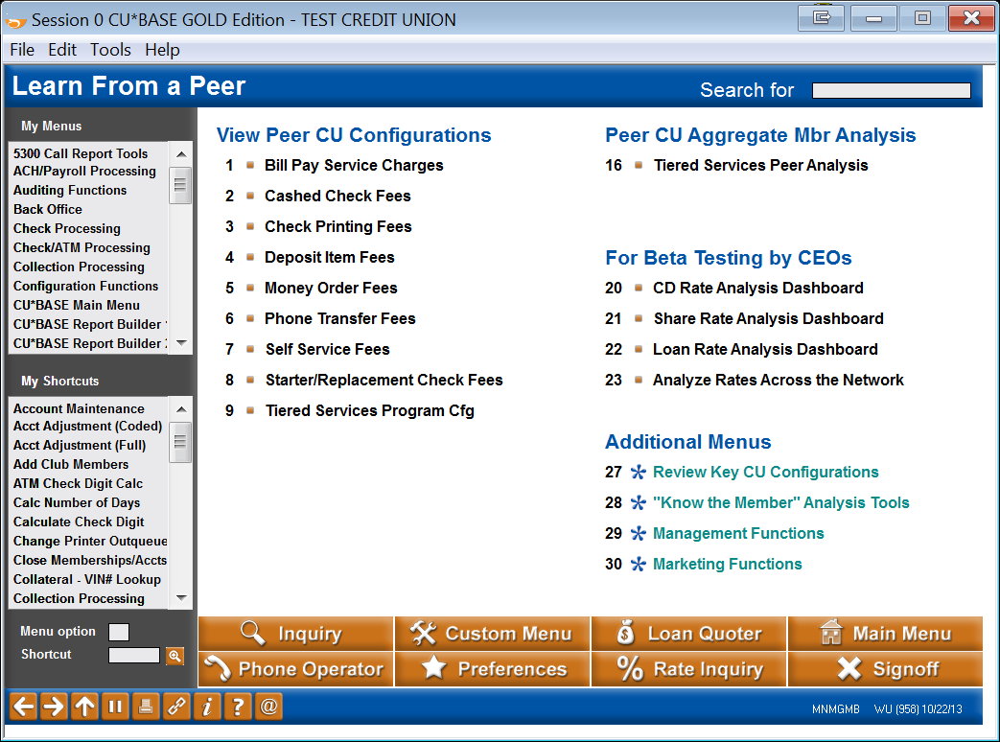 Session 0 CU*BASE GOLD Edition - TEST CREDIT UNION
File Edit Tools Help
Learn From a Peer
Search for
My Menus
5300 Call Report Tools
ACH/Payroll Processing
Auditing Functions
Back Office
Check Processing
Check/ATM Processing
Collection Processing
Configuration Functions
CU*BASE Main Menu
CU*BASE Report Builder
CU*BASE Report Builder
My Shortcuts
Account Maintenance
Acct Adjustment (Coded)
Acct Adjustment (Full)
Add Club Members
ATM Check Digit Calc
Calc Number of Days
Calculate Check Digit
Change Printer Outqueue
Close Memberships/Accts
Collateral - VIN# Lookup
Collection Processing
Menu option
Shortcut
View Peer CU Configurations
1 Bill Pay Service Charges
2 Cashed Check Fees
3 Check Printing Fees
4 Deposit Item Fees
5 Money Order Fees
6 Phone Transfer Fees
7 Self Service Fees
8 Starter/Replacement Check Fees
9 Tiered Services Program Cfg
Peer CU Aggregate Mbr Analysis
16 Tiered Services Peer Analysis
For Beta Testing by CEOs
20 CD Rate Analysis Dashboard
21 Share Rate Analysis Dashboard
22 Loan Rate Analysis Dashboard
23 Analyze Rates Across the Network
Additional Menus
27 Review Key CU Configurations
28 "Know the Member" Analysis Tools
29 Management Functions
30 Marketing Functions
Inquiry Custom Menu Loan Quoter Main Menu
Phone Operator Preferences % Rate Inquiry Signoff
i ? @
MNMGMB WU (958) 10/22/13